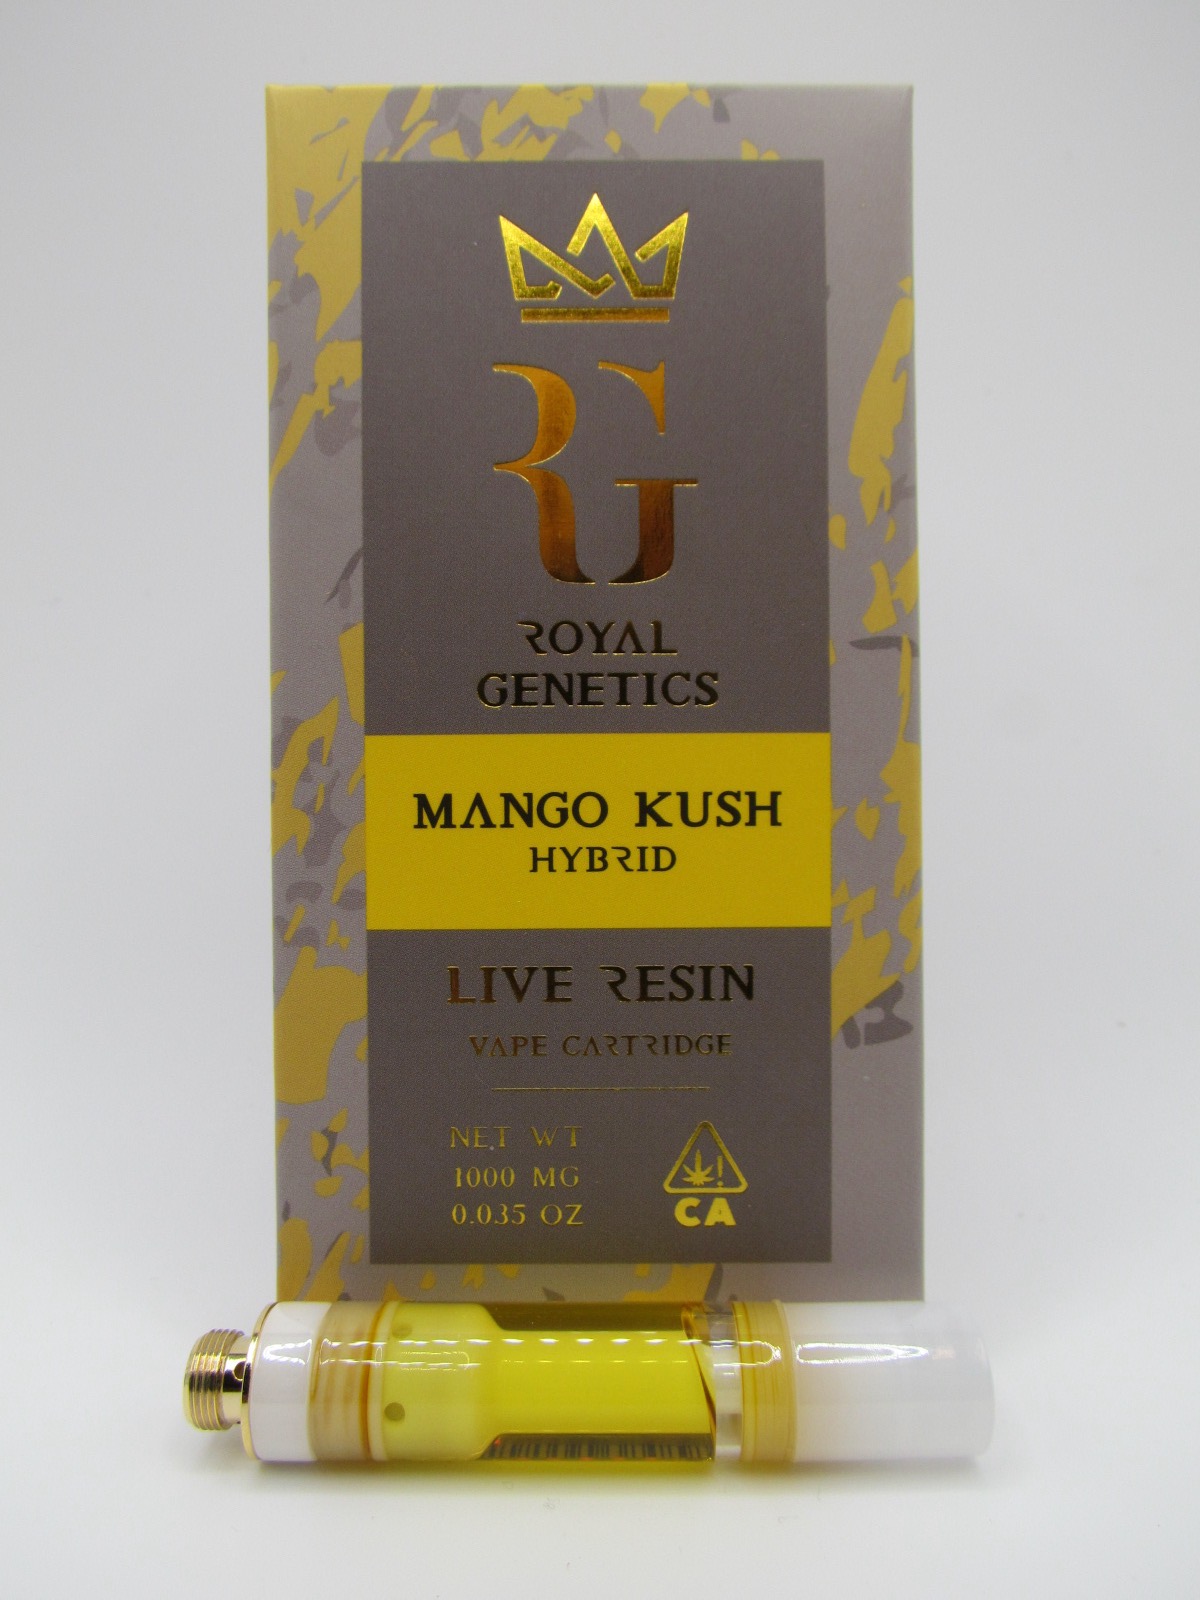 RG
ROYAL
GENETICS
MANGO KUSH
HYBRID
LIVE RESIN
VAPE CARTRIDGE
NET WT
1000 MG
0.035 OZ
!
CA